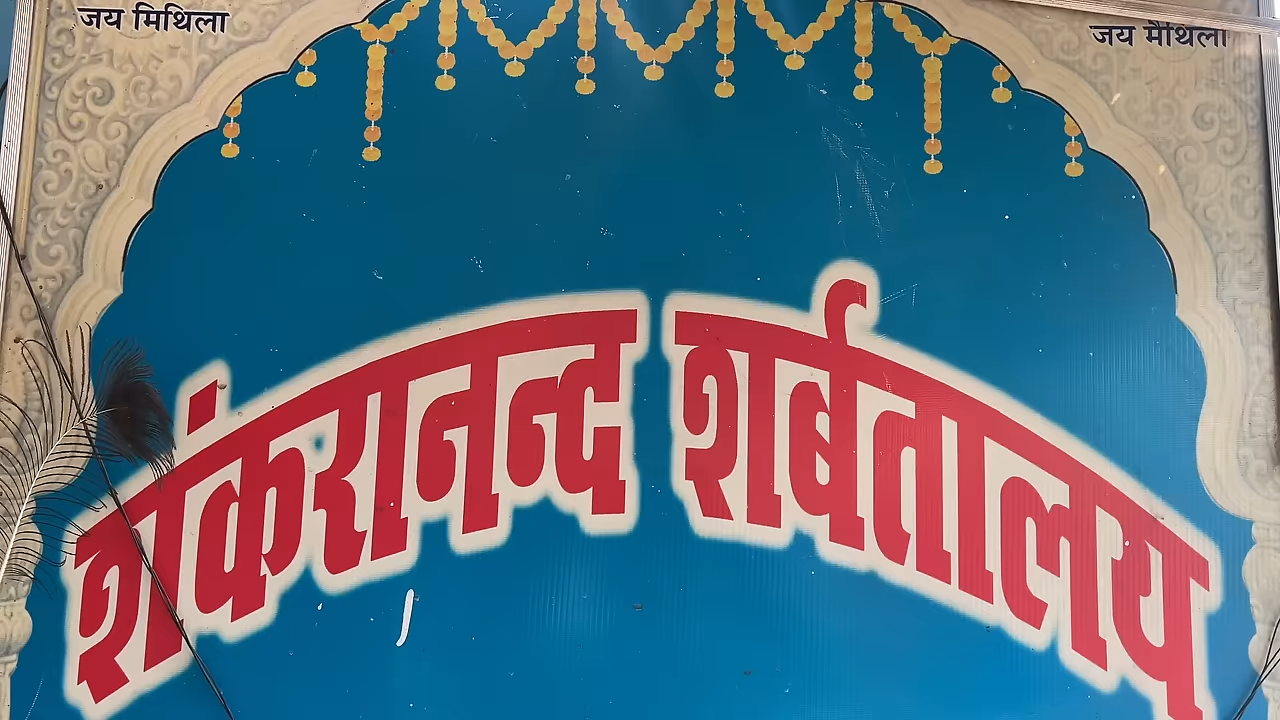 जय मिथिला
जय मैथिली
शंकरानन्द शर्बतालय